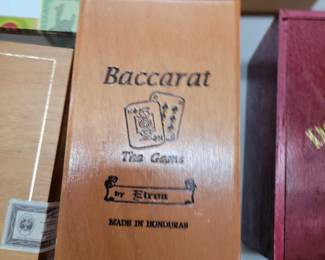 Baccarat
The Game
by Eiroa
MADE IN HONDURAS